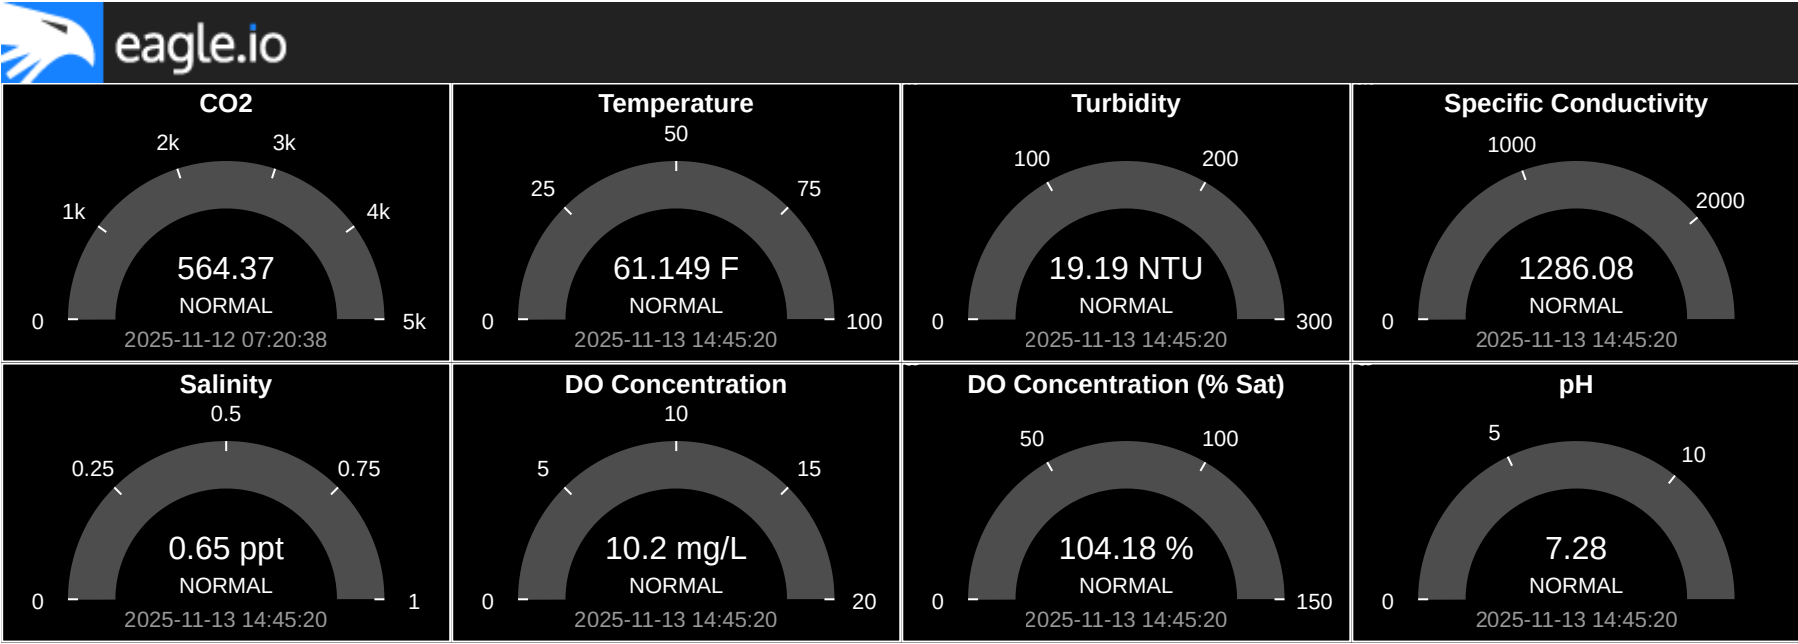 eagle.io
CO2
2k
3k
1k
4k
564.37
NORMAL
0
5k
2025-11-12 07:20:38
Temperature
50
25
75
61.149 F
NORMAL
0
100
2025-11-13 14:45:20
Turbidity
100
200
19.19 NTU
NORMAL
0
300
2025-11-13 14:45:20
Specific Conductivity
1000
2000
1286.08
NORMAL
0
2025-11-13 14:45:20
Salinity
0.5
0.25
0.75
0.65 ppt
NORMAL
0
1
2025-11-13 14:45:20
DO Concentration
10
5
15
10.2 mg/L
NORMAL
0
20
2025-11-13 14:45:20
DO Concentration (% Sat)
50
100
104.18 %
NORMAL
0
150
2025-11-13 14:45:20
pH
5
10
7.28
NORMAL
0
2025-11-13 14:45:20